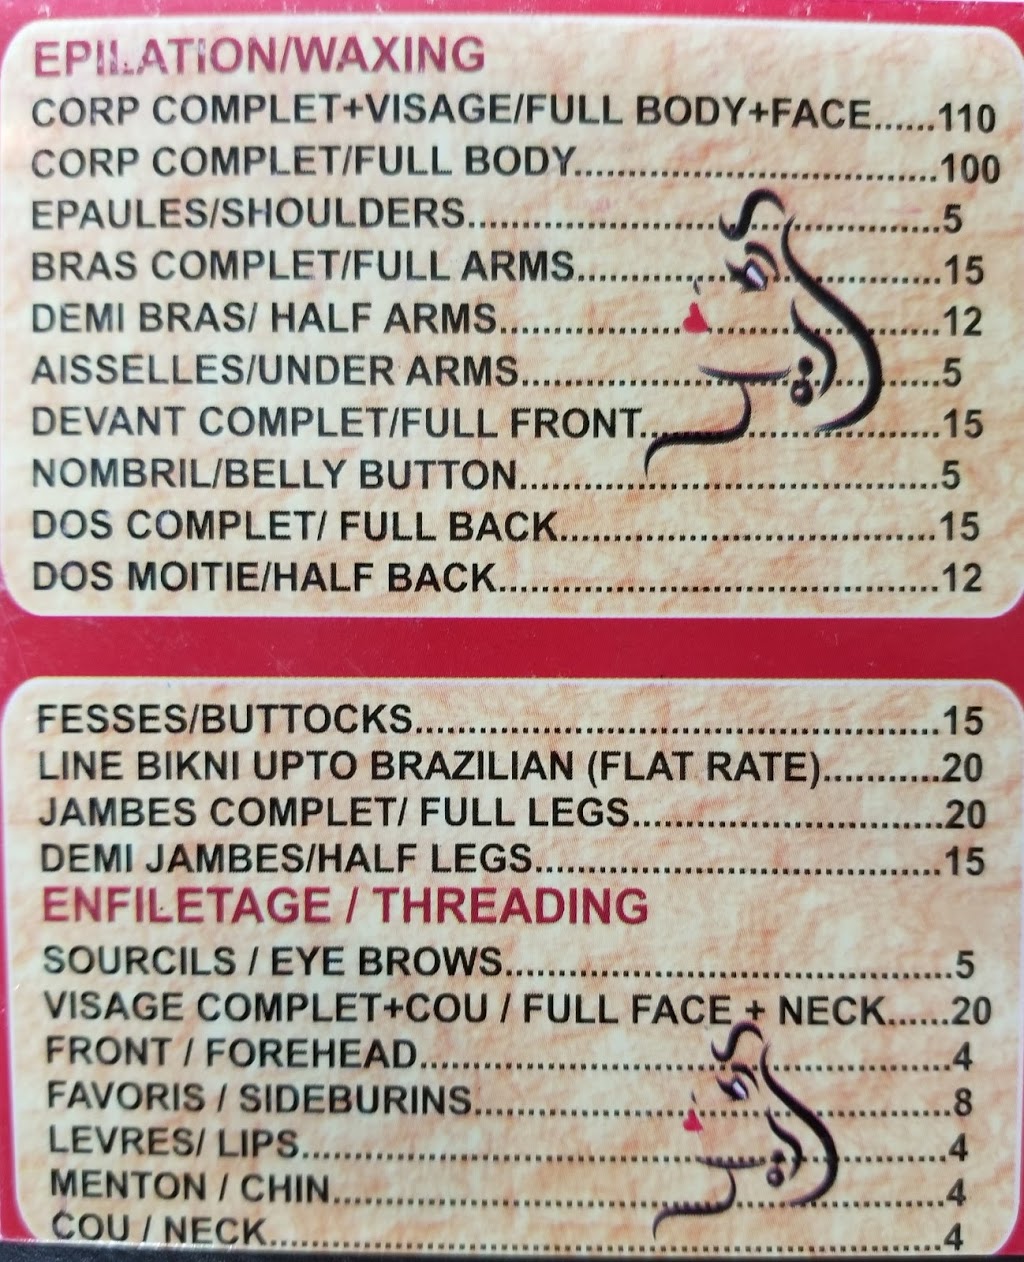 EPILATION/WAXING
CORP COMPLET+VISAGE/FULL BODY+FACE......110
CORP COMPLET/FULL BODY...................................100
EPAULES/SHOULDERS.............................................5
BRAS COMPLET/FULL ARMS...................................15
DEMI BRAS/ HALF ARMS..........................................12
AISSELLES/UNDER ARMS........................................5
DEVANT COMPLET/FULL FRONT.............................15
NOMBRIL/BELLY BUTTON........................................5
DOS COMPLET/ FULL BACK....................................15
DOS MOITIE/HALF BACK..........................................12
FESSES/BUTTOCKS...................................................15
LINE BIKNI UPTO BRAZILIAN (FLAT RATE)...........20
JAMBES COMPLET/ FULL LEGS..............................20
DEMI JAMBES/HALF LEGS.......................................15
ENFILETAGE / THREADING
SOURCILS / EYE BROWS...........................................5
VISAGE COMPLET+COU / FULL FACE + NECK......20
FRONT / FOREHEAD....................................................4
FAVORIS / SIDEBURINS..............................................8
LEVRES/ LIPS...............................................................4
MENTON / CHIN............................................................4
COU / NECK..................................................................4